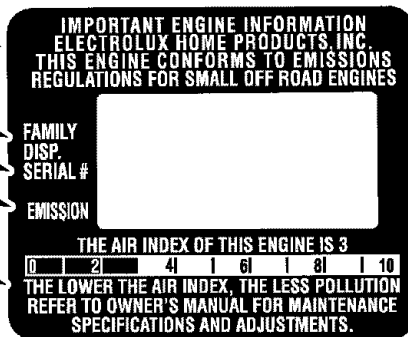 IMPORTANT ENGINE INFORMATION
ELECTROLUX HOME PRODUCTS, INC.
THIS ENGINE CONFORMS TO EMISSIONS
REGULATIONS FOR SMALL OFF ROAD ENGINES
FAMILY
DISP.
SERIAL #
EMISSION
THE AIR INDEX OF THIS ENGINE IS 3
0 2 4 6 8 10
THE LOWER THE AIR INDEX, THE LESS POLLUTION
REFER TO OWNER'S MANUAL FOR MAINTENANCE
SPECIFICATIONS AND ADJUSTMENTS.